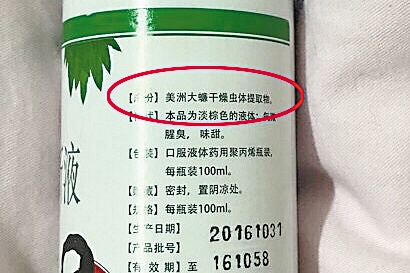 【成份】美洲大蠊干燥虫体提取物。
【性状】本品为淡棕色的液体；气微
腥臭，味甜。
【包装】口服液体药用聚丙烯瓶装，
每瓶装100ml。
【贮藏】密封，置阴凉处。
【规格】每瓶装100ml。
【生产日期】20161031
【产品批号】161058
【有效期】至
液